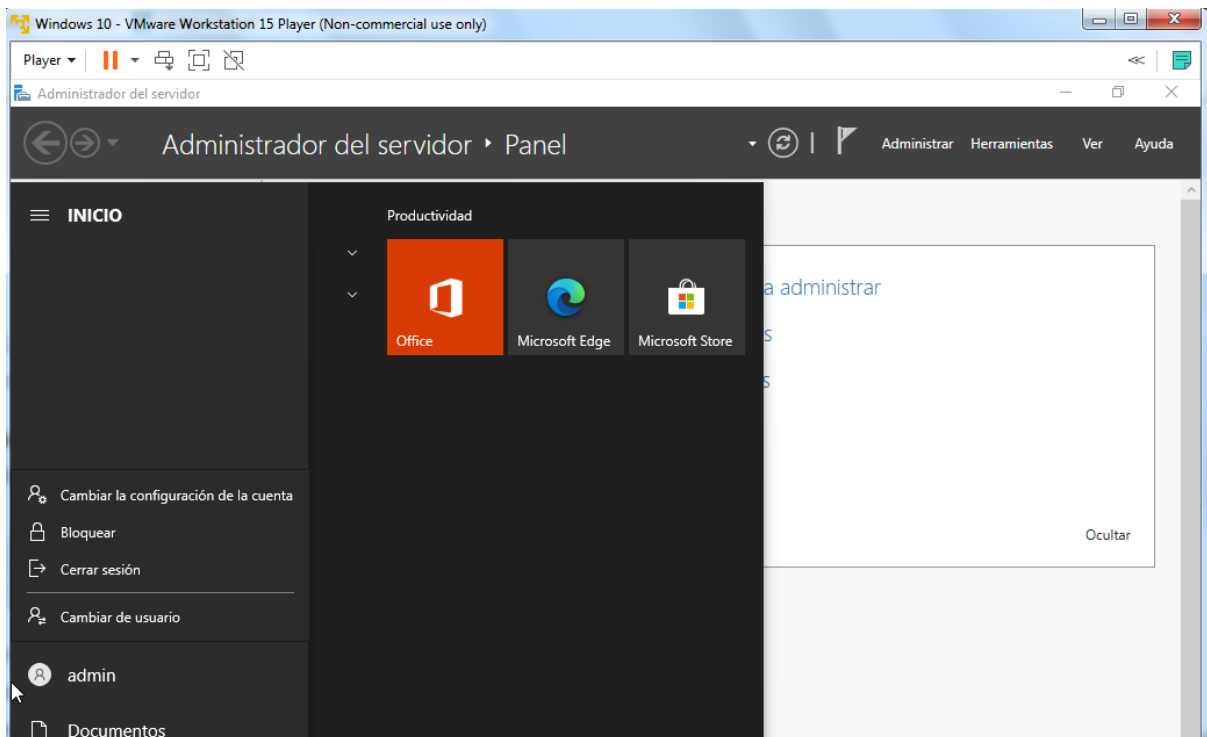 Windows 10 - VMware Workstation 15 Player (Non-commercial use only)
Player
Administrador del servidor
Administrador del servidor Panel
Administrar Herramientas Ver Ayuda
INICIO
Productividad
Office
Microsoft Edge
Microsoft Store
a administrar
s
s
Cambiar la configuración de la cuenta
Bloquear
Ocultar
Cerrar sesión
Cambiar de usuario
admin
Documentos